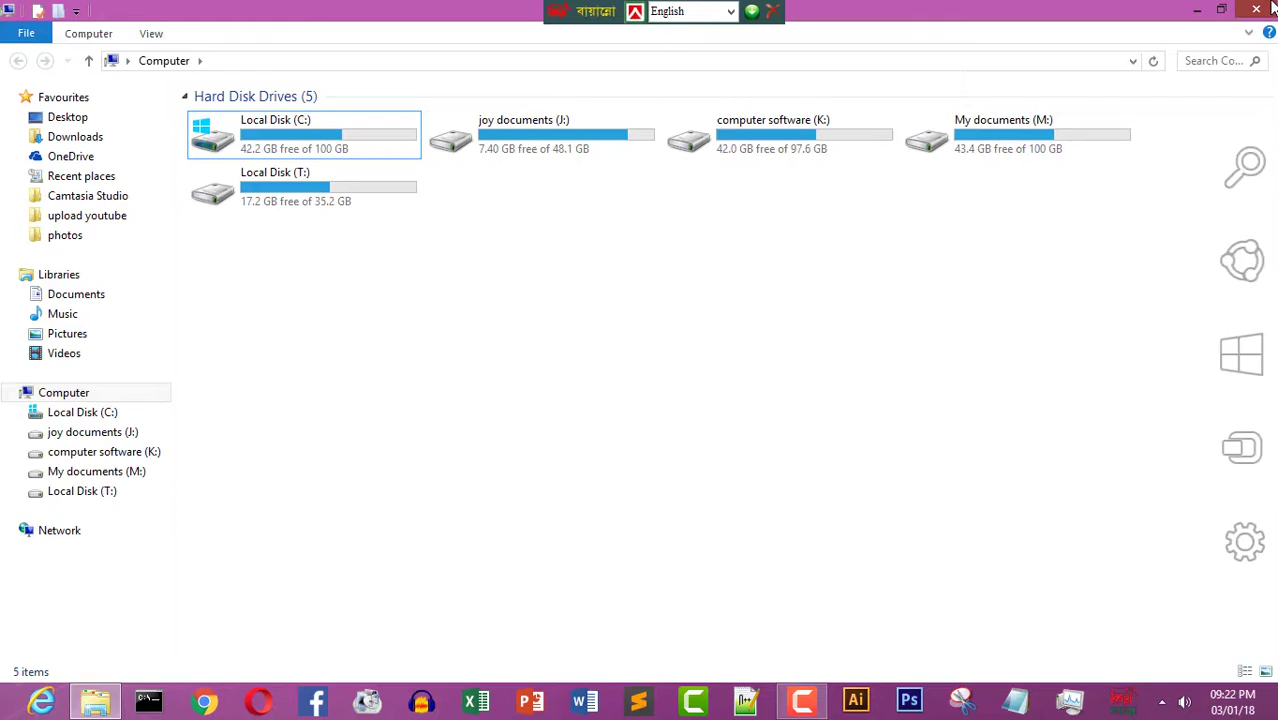 বায়ান্নো English
File Computer View
Computer
Search Co...
Favourites
Desktop
Downloads
OneDrive
Recent places
Camtasia Studio
upload youtube
photos
Libraries
Documents
Music
Pictures
Videos
Computer
Local Disk (C:)
joy documents (J:)
computer software (K:)
My documents (M:)
Local Disk (T:)
Network
Hard Disk Drives (5)
Local Disk (C:)
42.2 GB free of 100 GB
joy documents (J:)
7.40 GB free of 48.1 GB
computer software (K:)
42.0 GB free of 97.6 GB
My documents (M:)
43.4 GB free of 100 GB
Local Disk (T:)
17.2 GB free of 35.2 GB
5 items
Ai
Ps
09:22 PM
03/01/18